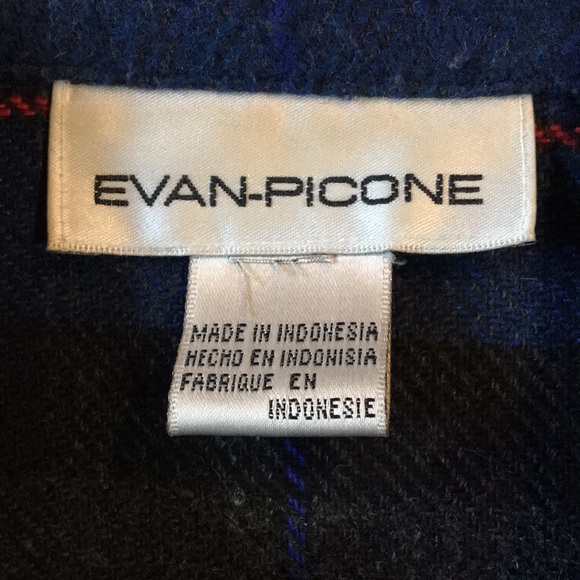 EVAN-PICONE
MADE IN INDONESIA
HECHO EN INDONISIA
FABRIQUE EN
INDONESIE